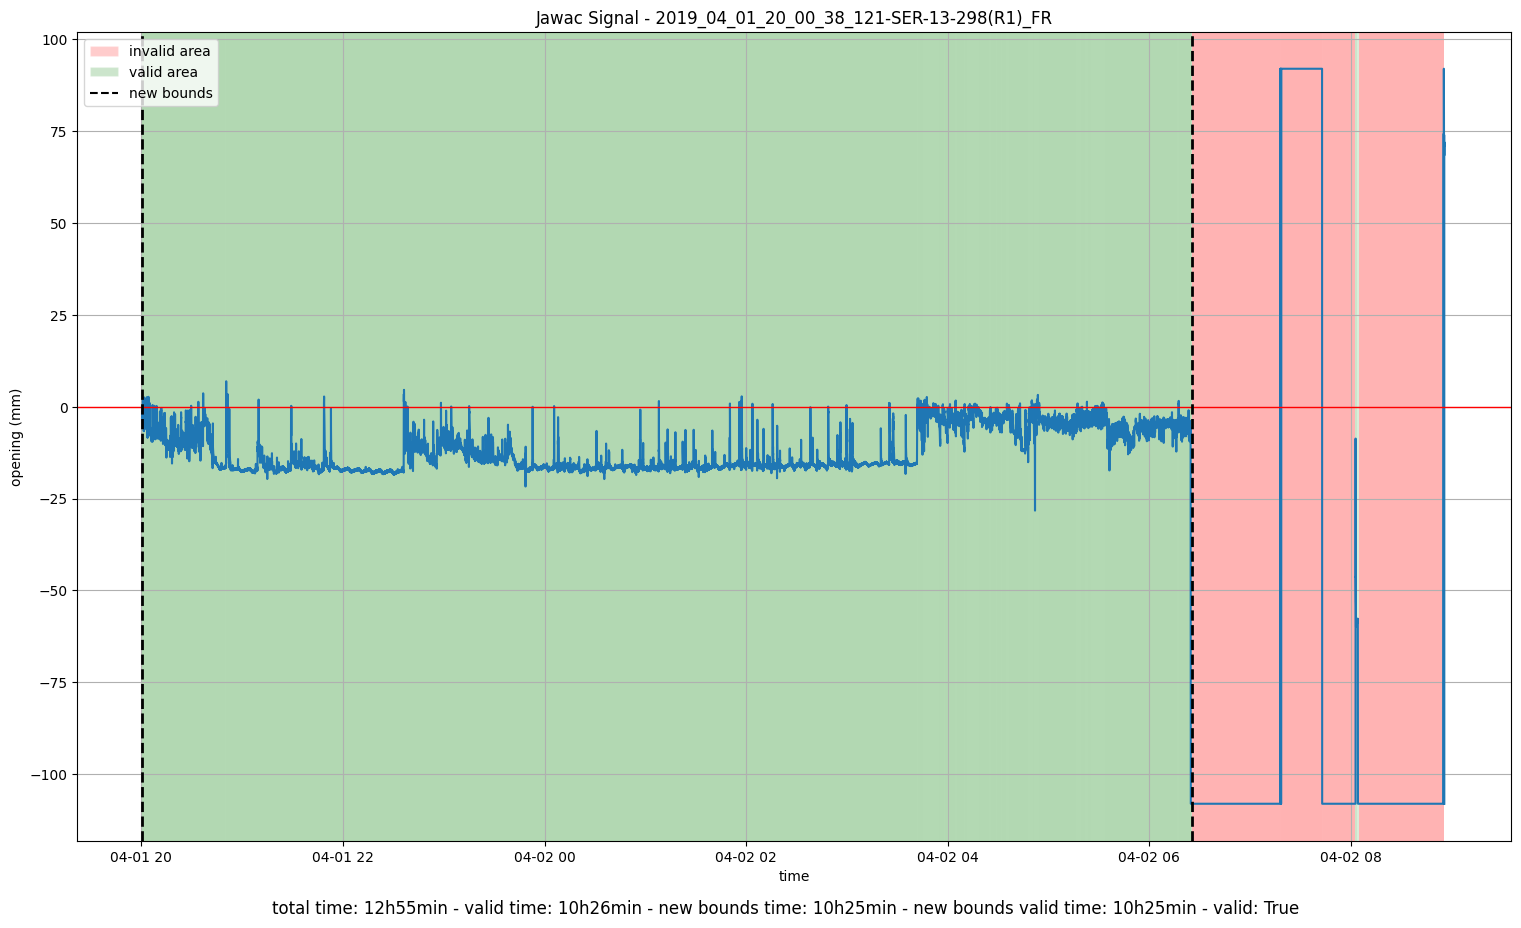 Jawac Signal - 2019_04_01_20_00_38_121-SER-13-298(R1)_FR
invalid area
valid area
new bounds
100
75
50
25
0
−25
−50
−75
−100
opening (mm)
04-01 20
04-01 22
04-02 00
04-02 02
04-02 04
04-02 06
04-02 08
time
total time: 12h55min - valid time: 10h26min - new bounds time: 10h25min - new bounds valid time: 10h25min - valid: True